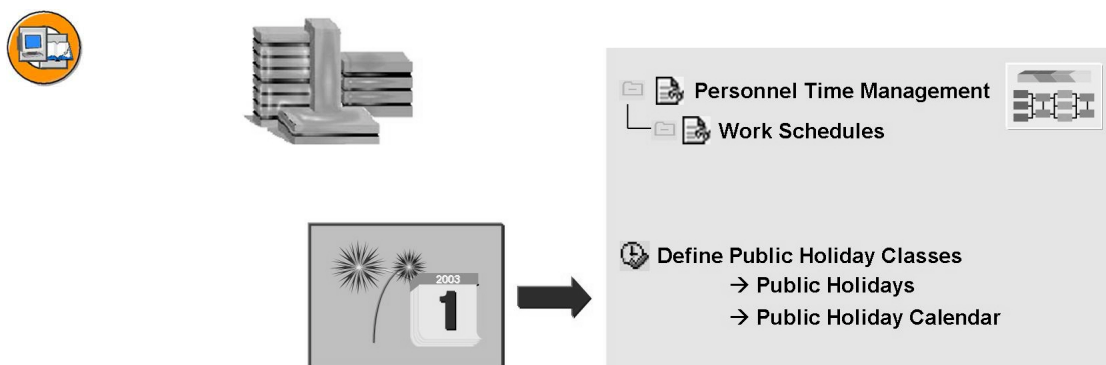 Personnel Time Management
Work Schedules
2003
1
Define Public Holiday Classes
→ Public Holidays
→ Public Holiday Calendar